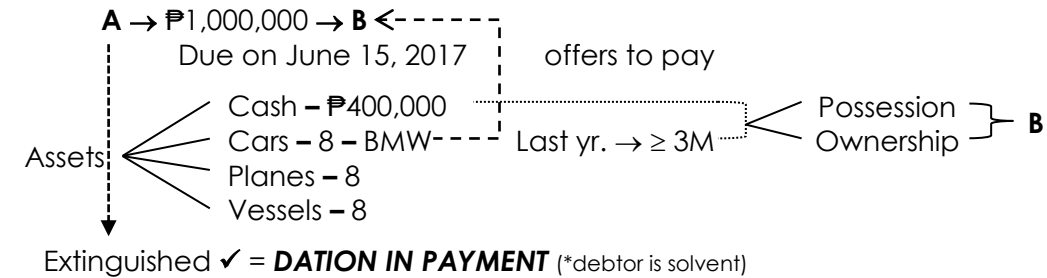 A → ₱1,000,000 → B
Due on June 15, 2017 offers to pay
Cash – ₱400,000 Possession
B
Cars – 8 – BMW Last yr. → ≥ 3M Ownership
Assets
Planes – 8
Vessels – 8
Extinguished ✓ = DATION IN PAYMENT (*debtor is solvent)